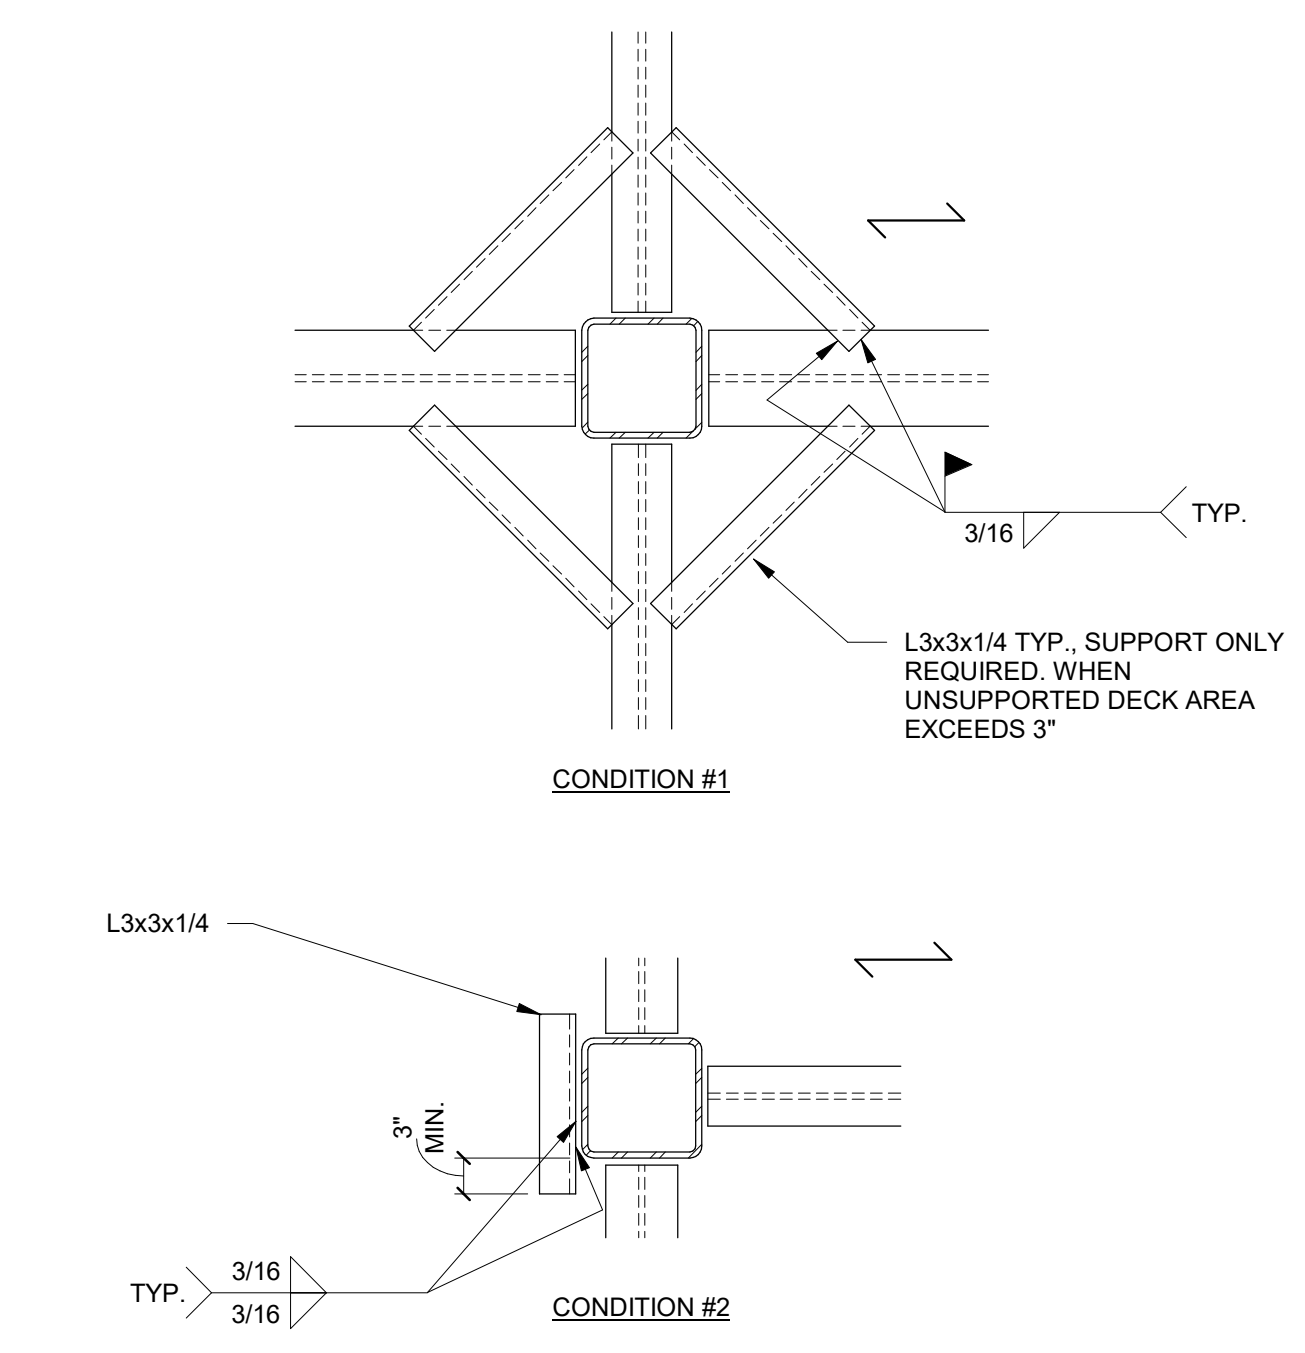 3/16
TYP.
L3x3x1/4 TYP., SUPPORT ONLY
REQUIRED. WHEN
UNSUPPORTED DECK AREA
EXCEEDS 3"
CONDITION #1
L3x3x1/4
3"
MIN.
TYP.
3/16
3/16
CONDITION #2